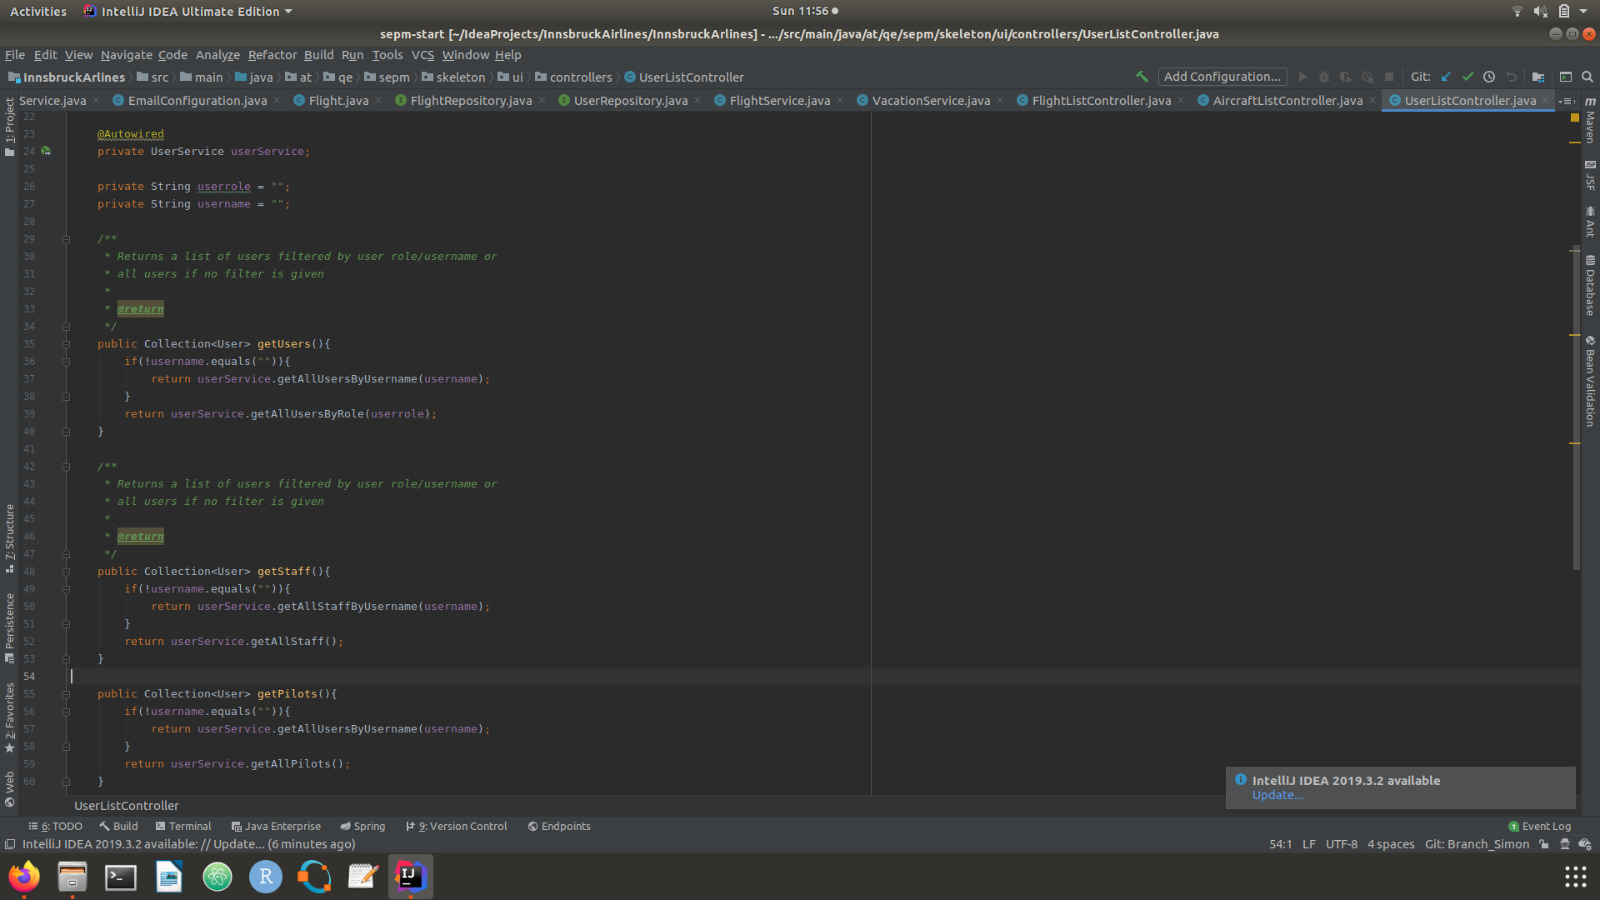 Activities IntelliJ IDEA Ultimate Edition Sun 11:56
sepm-start [~/IdeaProjects/InnsbruckAirlines/InnsbruckArlines] - .../src/main/java/at/qe/sepm/skeleton/ui/controllers/UserListController.java
File Edit View Navigate Code Analyze Refactor Build Run Tools VCS Window Help
InnsbruckArlines src main java at qe sepm skeleton ui controllers UserListController Add Configuration... Git:
Service.java EmailConfiguration.java Flight.java FlightRepository.java UserRepository.java FlightService.java VacationService.java FlightListController.java AircraftListController.java UserListController.java
22
23 @Autowired
24 private UserService userService;
25
26 private String userrole = "";
27 private String username = "";
28
29 /**
30 * Returns a list of users filtered by user role/username or
31 * all users if no filter is given
32 *
33 * @return
34 */
35 public Collection<User> getUsers(){
36 if(!username.equals("")){
37 return userService.getAllUsersByUsername(username);
38 }
39 return userService.getAllUsersByRole(userrole);
40 }
41
42 /**
43 * Returns a list of users filtered by user role/username or
44 * all users if no filter is given
45 *
46 * @return
47 */
48 public Collection<User> getStaff(){
49 if(!username.equals("")){
50 return userService.getAllStaffByUsername(username);
51 }
52 return userService.getAllStaff();
53 }
54
55 public Collection<User> getPilots(){
56 if(!username.equals("")){
57 return userService.getAllUsersByUsername(username);
58 }
59 return userService.getAllPilots();
60 }
1: Project
7: Structure
Persistence
2: Favorites
Web
m
Maven
JSF
Ant
Database
Bean Validation
IntelliJ IDEA 2019.3.2 available
Update...
UserListController
6: TODO Build Terminal Java Enterprise Spring 9: Version Control Endpoints 1 Event Log
IntelliJ IDEA 2019.3.2 available: // Update... (6 minutes ago) 54:1 LF UTF-8 4 spaces Git: Branch_Simon
R
IJ